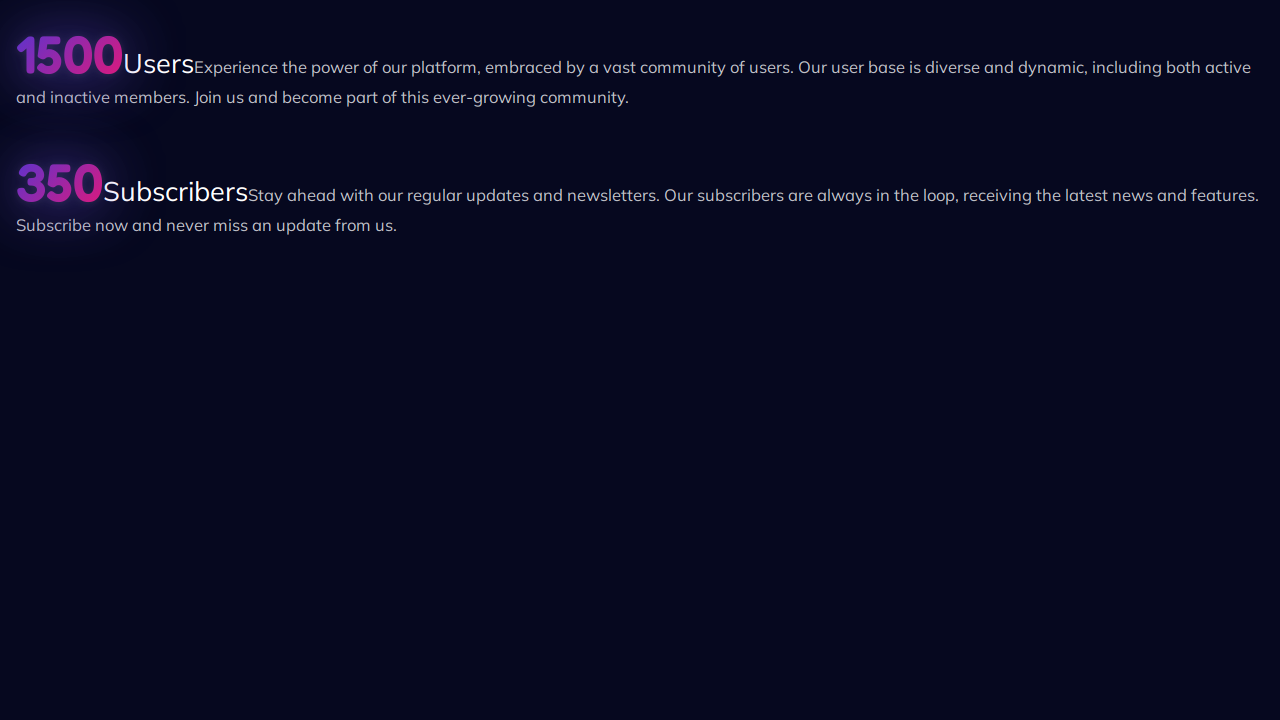 1500UsersExperience the power of our platform, embraced by a vast community of users. Our user base is diverse and dynamic, including both active
and inactive members. Join us and become part of this ever-growing community.
350SubscribersStay ahead with our regular updates and newsletters. Our subscribers are always in the loop, receiving the latest news and features.
Subscribe now and never miss an update from us.